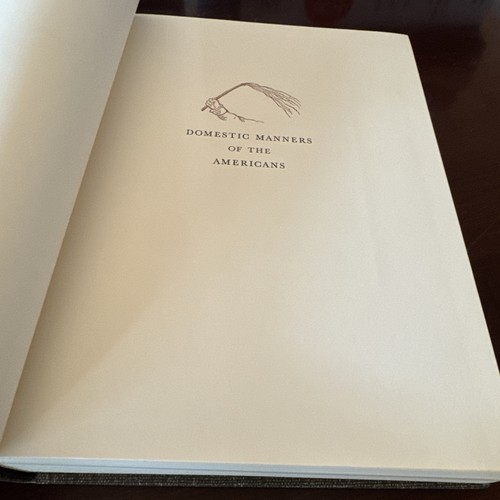 DOMESTIC MANNERS
OF THE
AMERICANS